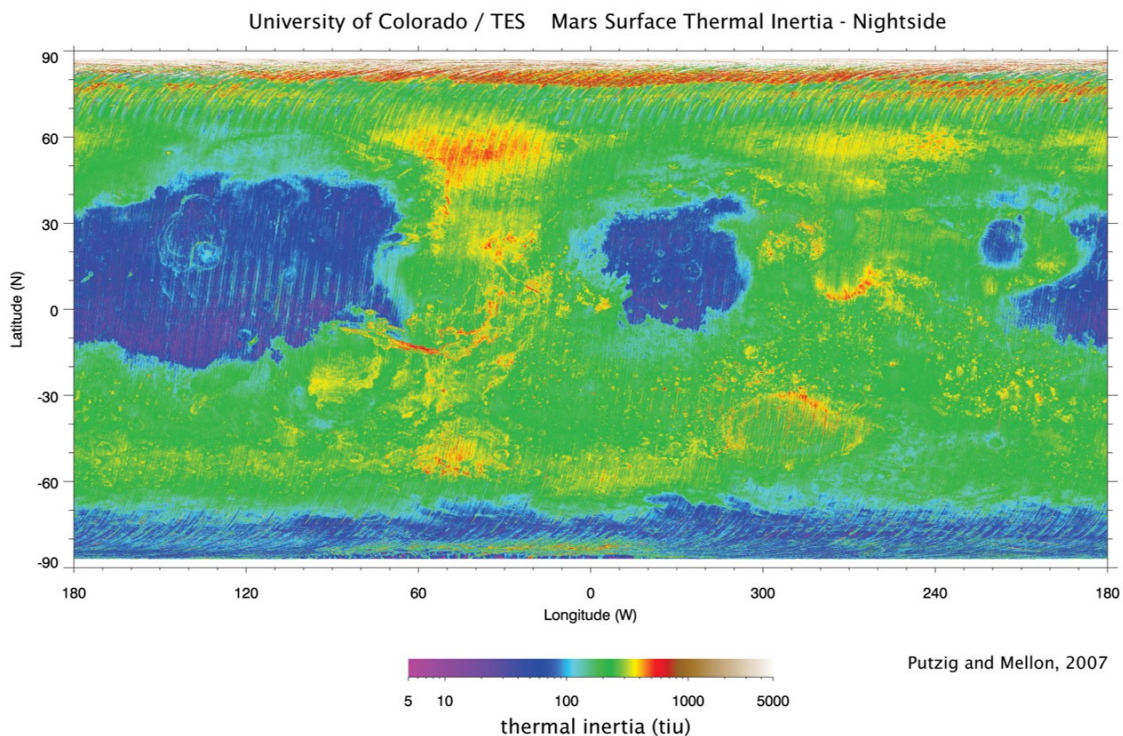 University of Colorado / TES    Mars Surface Thermal Inertia - Nightside
90
60
30
0
-30
-60
-90
Latitude (N)
180 120 60 0 300 240 180
Longitude (W)
5 10 100 1000 5000
thermal inertia (tiu)
Putzig and Mellon, 2007